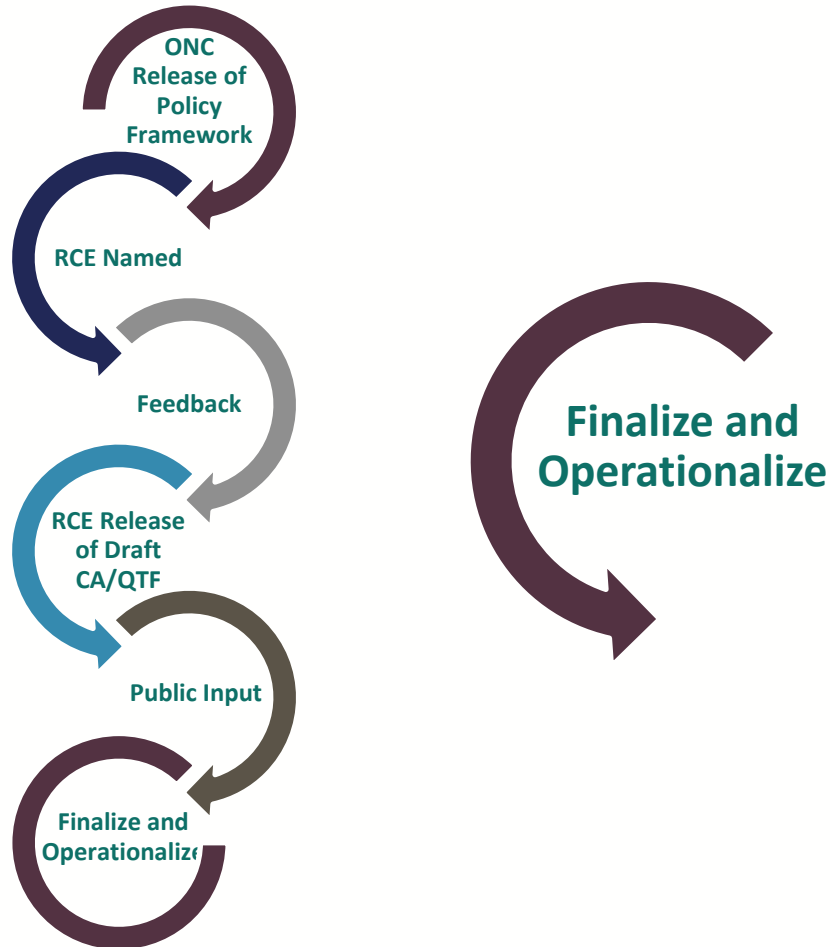 ONC
Release of
Policy
Framework
RCE Named
Feedback
RCE Release
of Draft
CA/QTF
Public Input
Finalize and
Operationalize
Finalize and
Operationalize